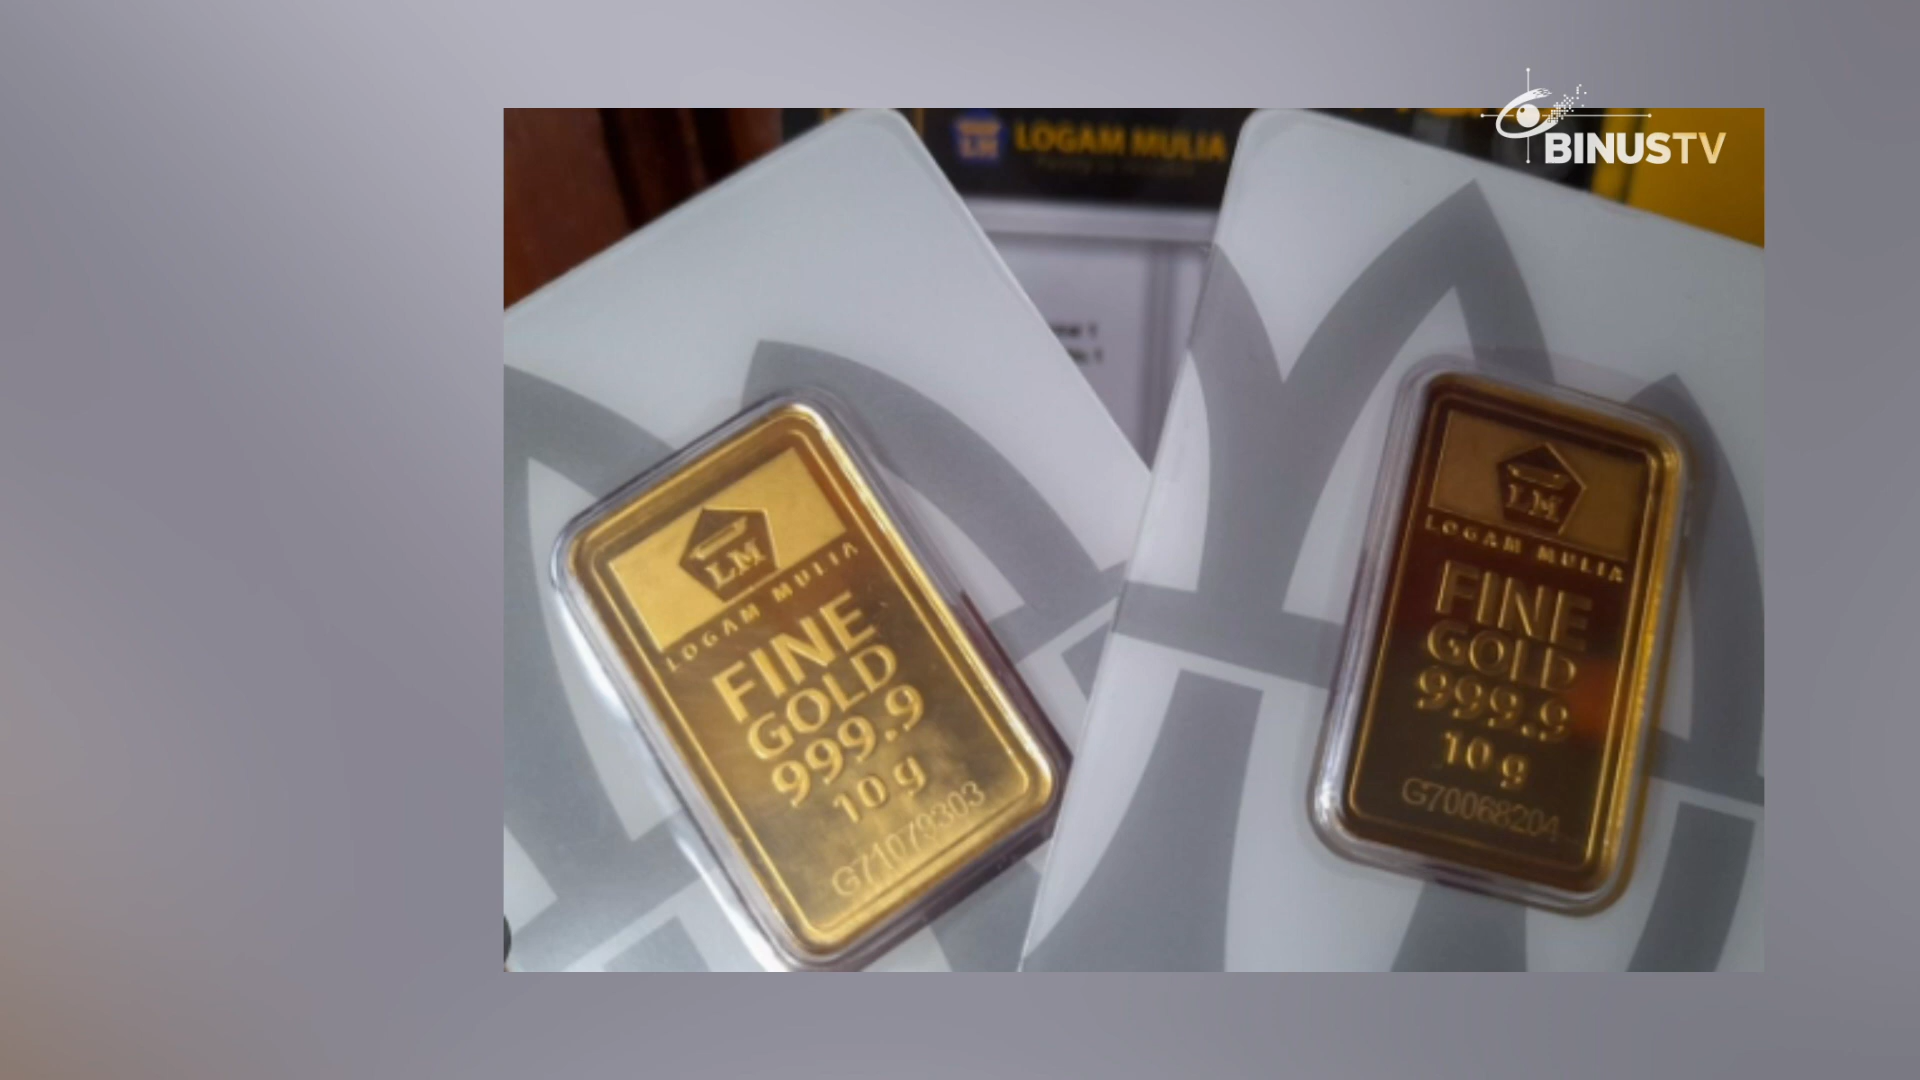 BINUSTV
LOGAM MULIA
LM
LOGAM MULIA
FINE
GOLD
999.9
10 g
G71079303
LM
LOGAM MULIA
FINE
GOLD
999.9
10 g
G70068204